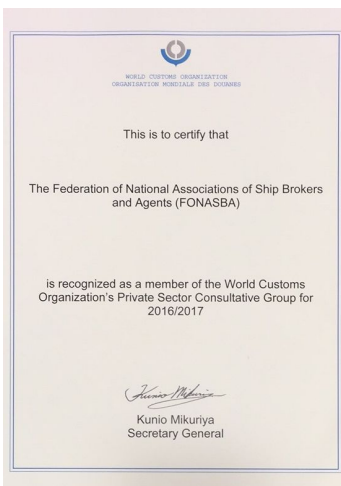 WORLD CUSTOMS ORGANIZATION
ORGANISATION MONDIALE DES DOUANES
This is to certify that
The Federation of National Associations of Ship Brokers
and Agents (FONASBA)
is recognized as a member of the World Customs
Organization's Private Sector Consultative Group for
2016/2017
Kunio Mikuriya
Kunio Mikuriya
Secretary General